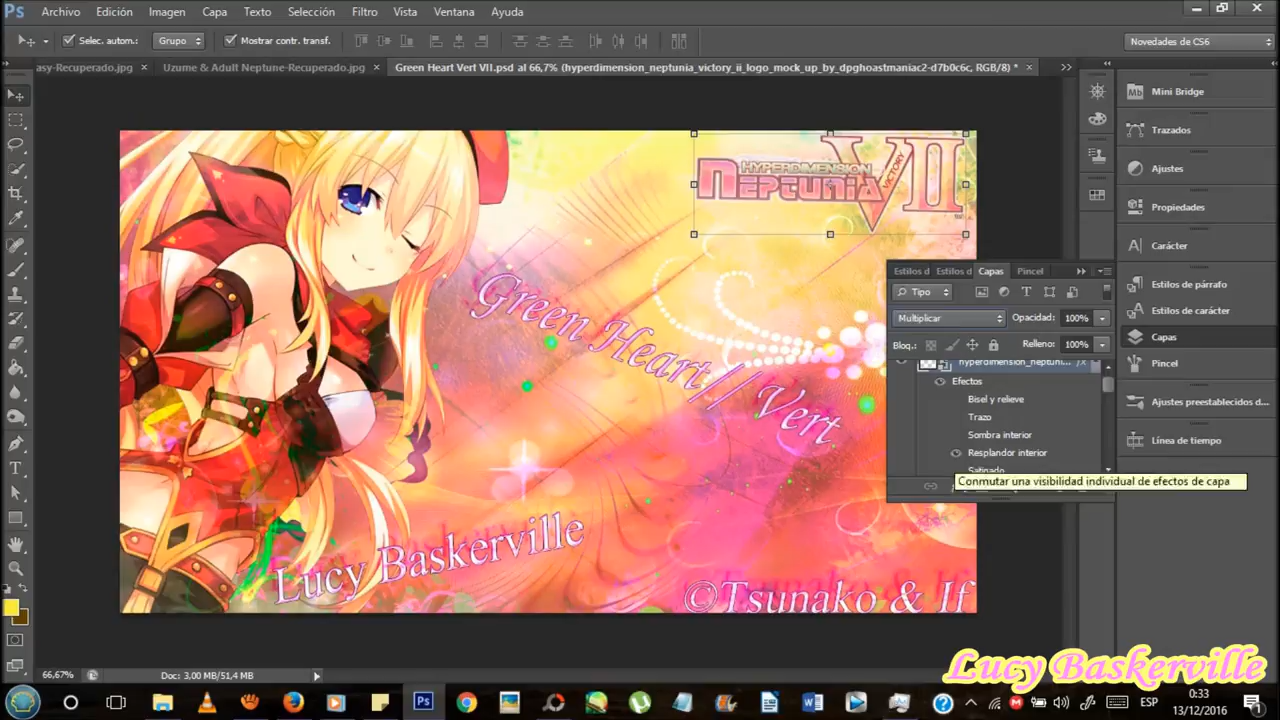 Ps Archivo Edición Imagen Capa Texto Selección Filtro Vista Ventana Ayuda
Selec. autom.: Grupo Mostrar contr. transf. Novedades de CS6
asy-Recuperado.jpg × Uzume & Adult Neptune-Recuperado.jpg × Green Heart Vert VII.psd al 66,7% (hyperdimension_neptunia_victory_ii_logo_mock_up_by_dpghoastmaniac2-d7b0c6c, RGB/8) * ×
Mb Mini Bridge
Trazados
Ajustes
Propiedades
Carácter
Estilos de párrafo
Estilos de carácter
Capas
Pincel
Ajustes preestablecidos d...
Línea de tiempo
HYPERDIMENSION
NEPTUNIA VICTORY
VII
Green Heart// Vert
Estilos d Estilos d Capas Pincel
Tipo
Multiplicar Opacidad: 100%
Bloq.: Relleno: 100%
hyperdimension_neptuni... fx
Efectos
Bisel y relieve
Trazo
Sombra interior
Resplandor interior
Satinado
Conmutar una visibilidad individual de efectos de capa
Lucy Baskerville
©Tsunako & If
66,67% Doc: 3,00 MB/51,4 MB
Lucy Baskerville
ESP 0:33
13/12/2016